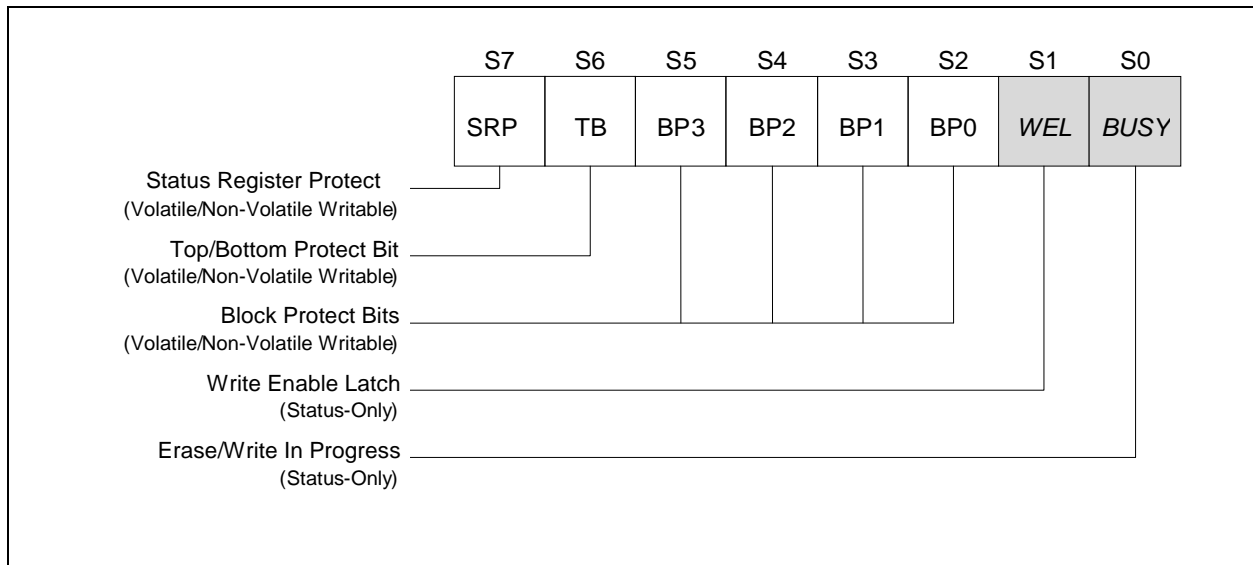 S7 S6 S5 S4 S3 S2 S1 S0
SRP TB BP3 BP2 BP1 BP0 WEL BUSY
Status Register Protect
(Volatile/Non-Volatile Writable)
Top/Bottom Protect Bit
(Volatile/Non-Volatile Writable)
Block Protect Bits
(Volatile/Non-Volatile Writable)
Write Enable Latch
(Status-Only)
Erase/Write In Progress
(Status-Only)